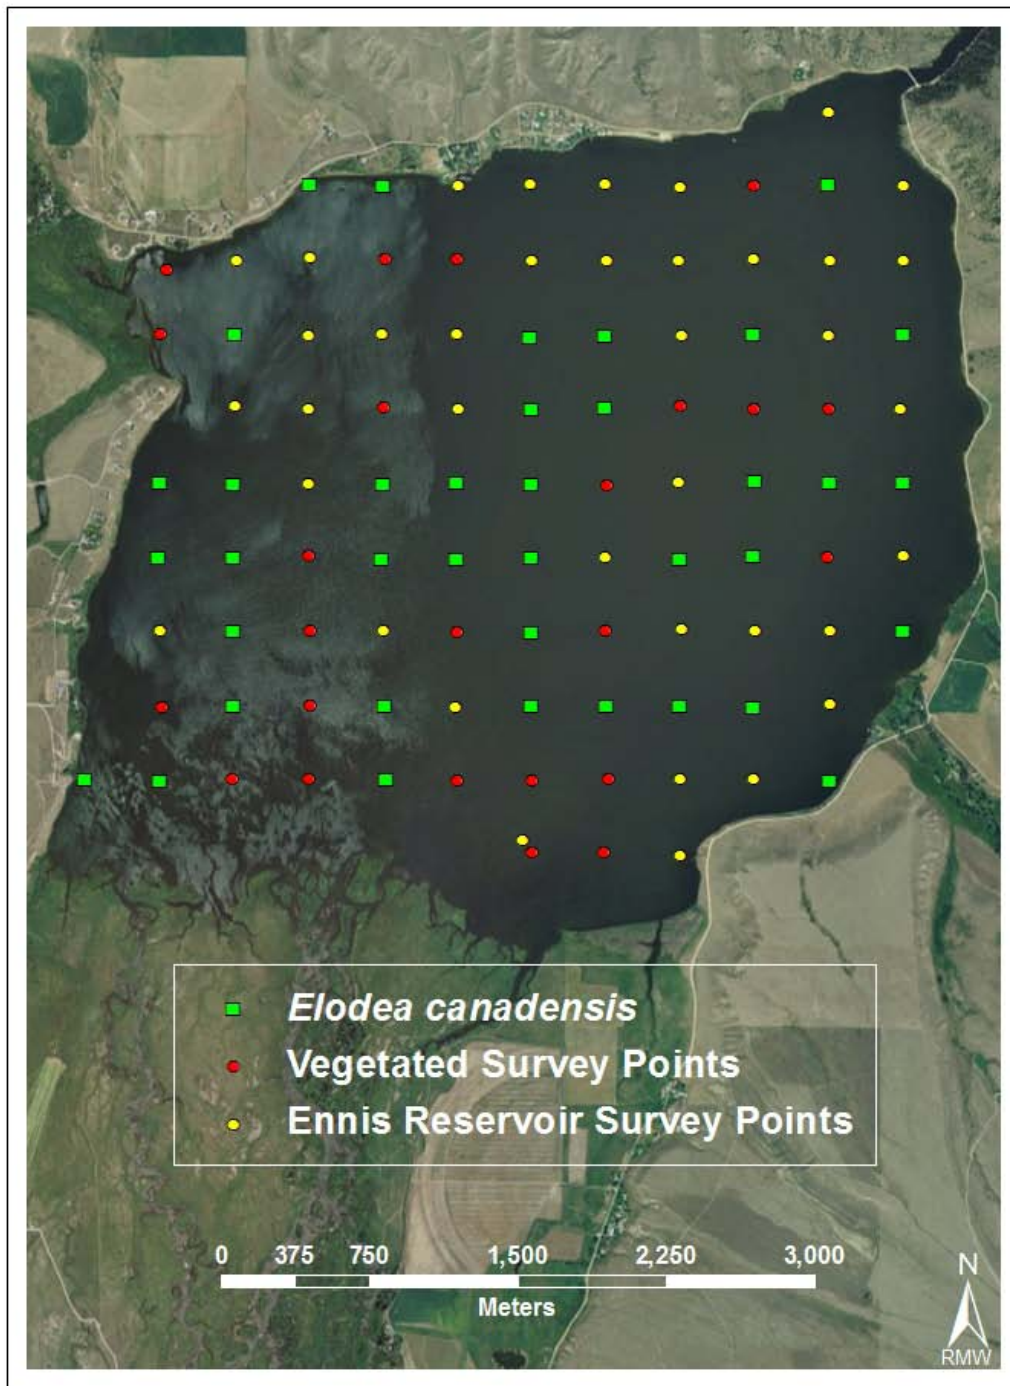 Elodea canadensis
Vegetated Survey Points
Ennis Reservoir Survey Points
0 375 750 1,500 2,250 3,000
Meters
N
RMW